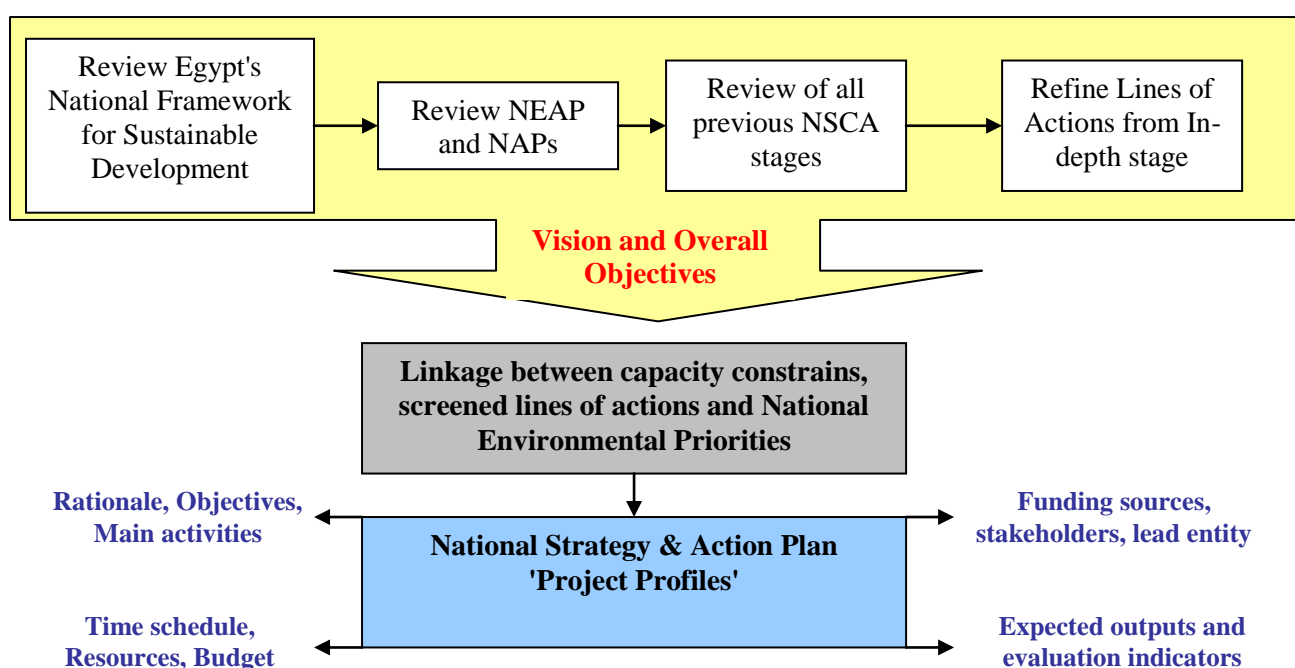 Review Egypt's
National Framework
for Sustainable
Development
Review NEAP
and NAPs
Review of all
previous NSCA
stages
Refine Lines of
Actions from In-
depth stage
Vision and Overall
Objectives
Linkage between capacity constrains,
screened lines of actions and National
Environmental Priorities
Rationale, Objectives,
Main activities
Funding sources,
stakeholders, lead entity
National Strategy & Action Plan
'Project Profiles'
Time schedule,
Resources, Budget
Expected outputs and
evaluation indicators